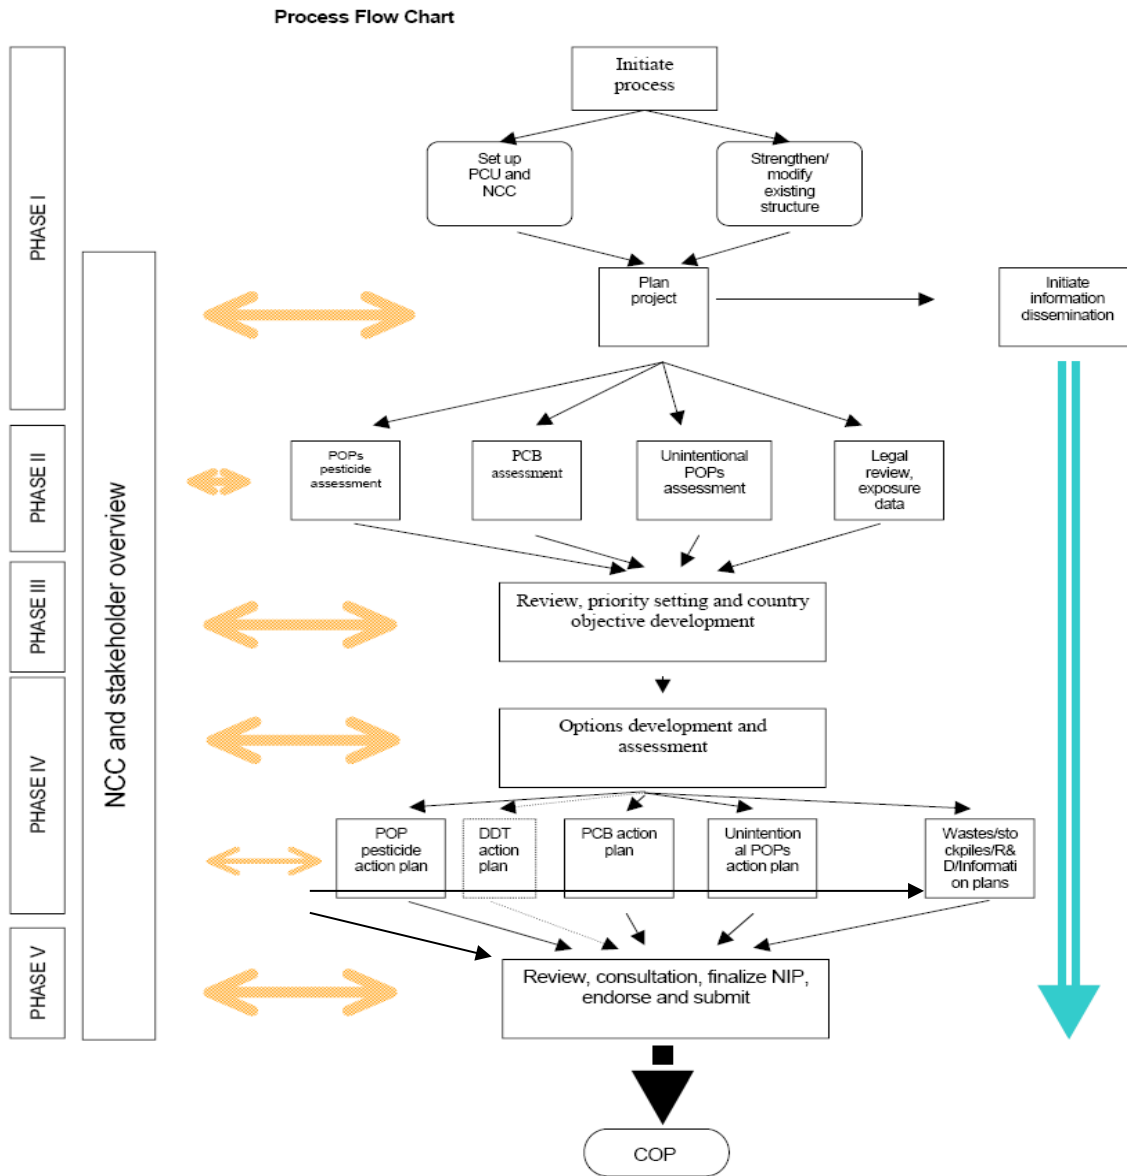 Process Flow Chart
Initiate
process
Set up
PCU and
NCC
Strengthen/
modify
existing
structure
PHASE I
Plan
project
Initiate
information
dissemination
NCC and stakeholder overview
PHASE II
POPs
pesticide
assessment
PCB
assessment
Unintentional
POPs
assessment
Legal
review,
exposure
data
PHASE III
Review, priority setting and country
objective development
PHASE IV
Options development and
assessment
POP
pesticide
action plan
DDT
action
plan
PCB action
plan
Unintention
al POPs
action plan
Wastes/sto
ckpiles/R&
D/Informati
on plans
PHASE V
Review, consultation, finalize NIP,
endorse and submit
COP